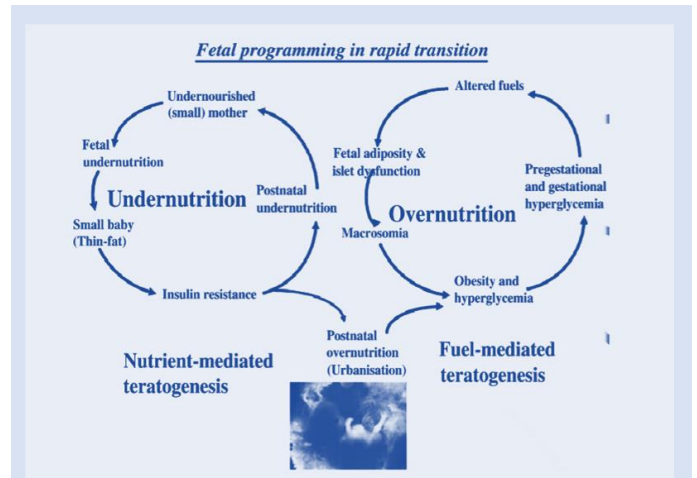 Fetal programming in rapid transition
Undernourished
(small) mother
Fetal
undernutrition
Undernutrition
Small baby
(Thin-fat)
Insulin resistance
Postnatal
undernutrition
Nutrient-mediated
teratogenesis
Postnatal
overnutrition
(Urbanisation)
Altered fuels
Fetal adiposity &
islet dysfunction
Overnutrition
Macrosomia
Obesity and
hyperglycemia
Pregestational
and gestational
hyperglycemia
Fuel-mediated
teratogenesis